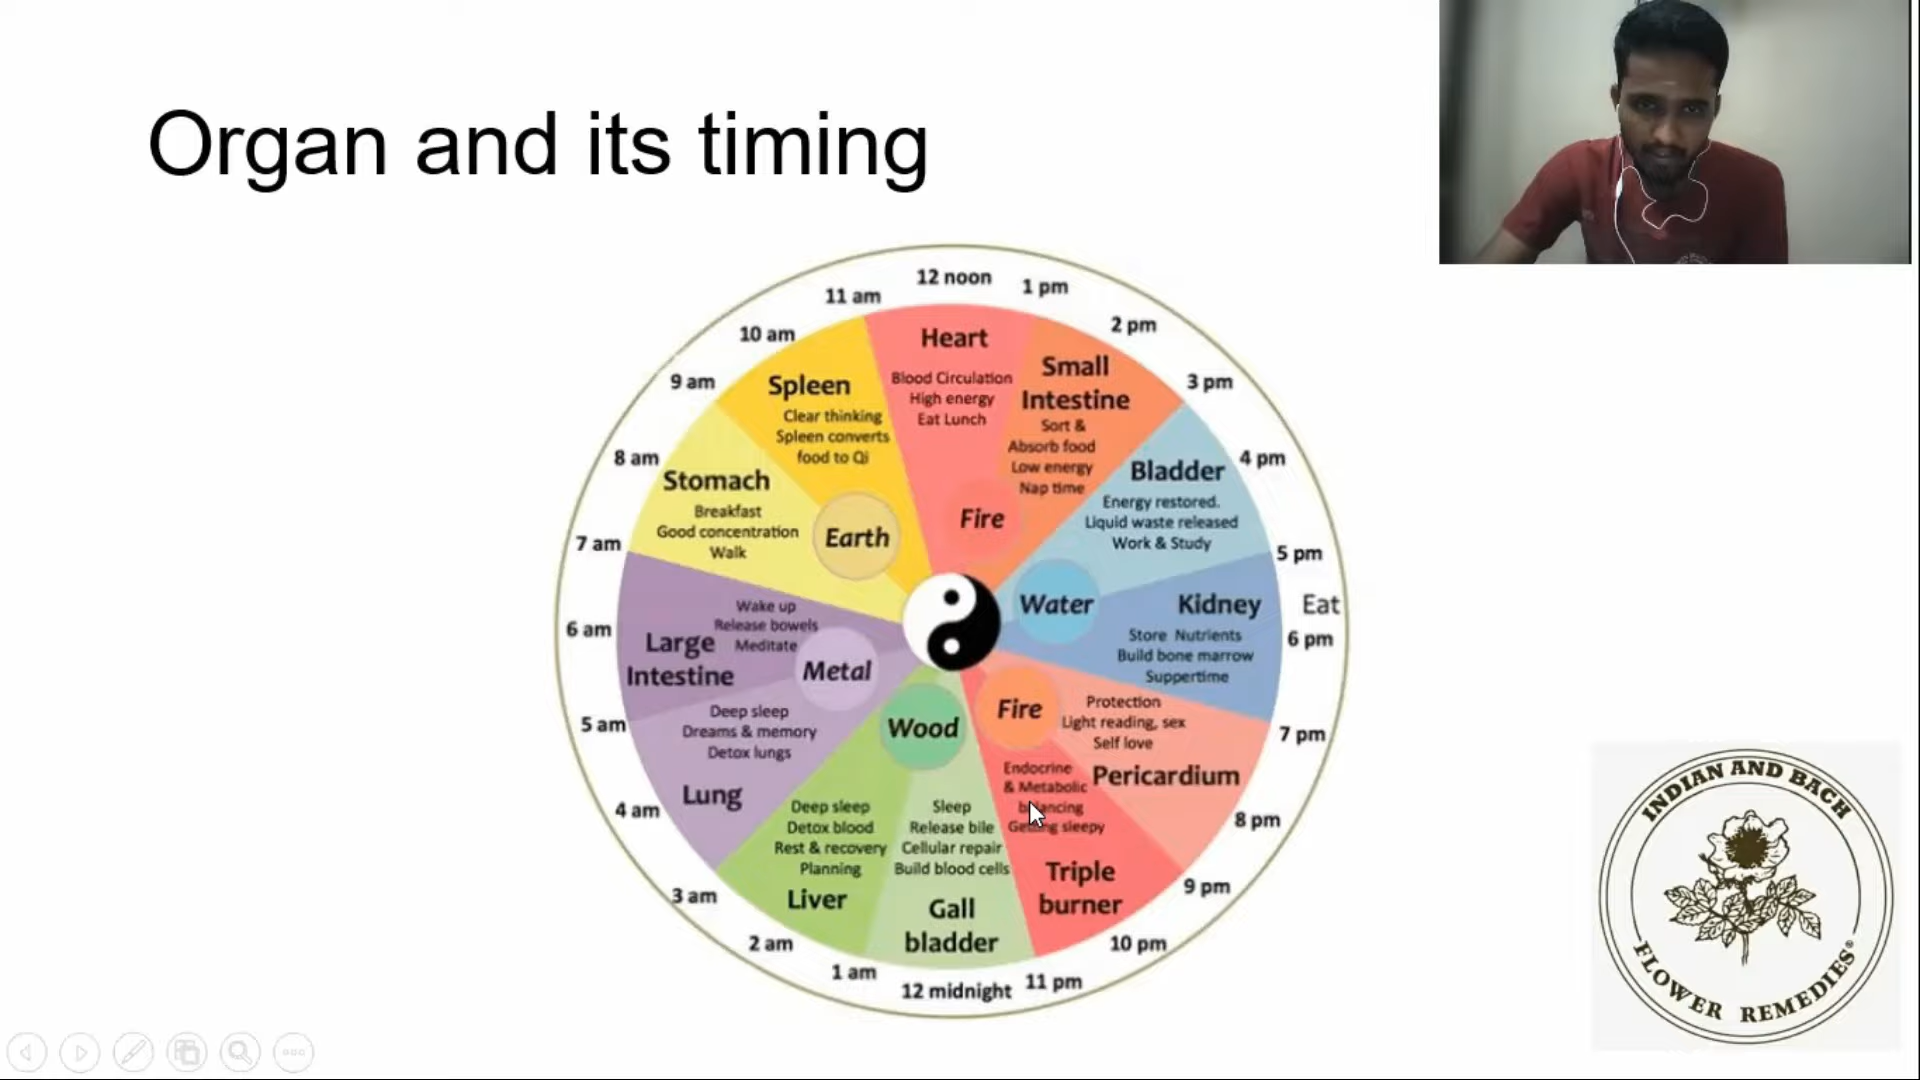 Organ and its timing
12 noon
1 pm
2 pm
3 pm
4 pm
5 pm
Eat
6 pm
7 pm
8 pm
9 pm
10 pm
11 pm
12 midnight
1 am
2 am
3 am
4 am
5 am
6 am
7 am
8 am
9 am
10 am
11 am
Heart
Blood Circulation
High energy
Eat Lunch
Small
Intestine
Sort &
Absorb food
Low energy
Nap time
Fire
Bladder
Energy restored.
Liquid waste released
Work & Study
Water
Kidney
Store Nutrients
Build bone marrow
Suppertime
Fire
Protection
Light reading, sex
Self love
Pericardium
Endocrine
& Metabolic
balancing
Getting sleepy
Triple
burner
Sleep
Release bile
Cellular repair
Build blood cells
Gall
bladder
Wood
Deep sleep
Detox blood
Rest & recovery
Planning
Liver
Deep sleep
Dreams & memory
Detox lungs
Lung
Metal
Wake up
Release bowels
Meditate
Large
Intestine
Stomach
Breakfast
Good concentration
Walk
Earth
Spleen
Clear thinking
Spleen converts
food to Qi
INDIAN AND BACH
FLOWER REMEDIES®